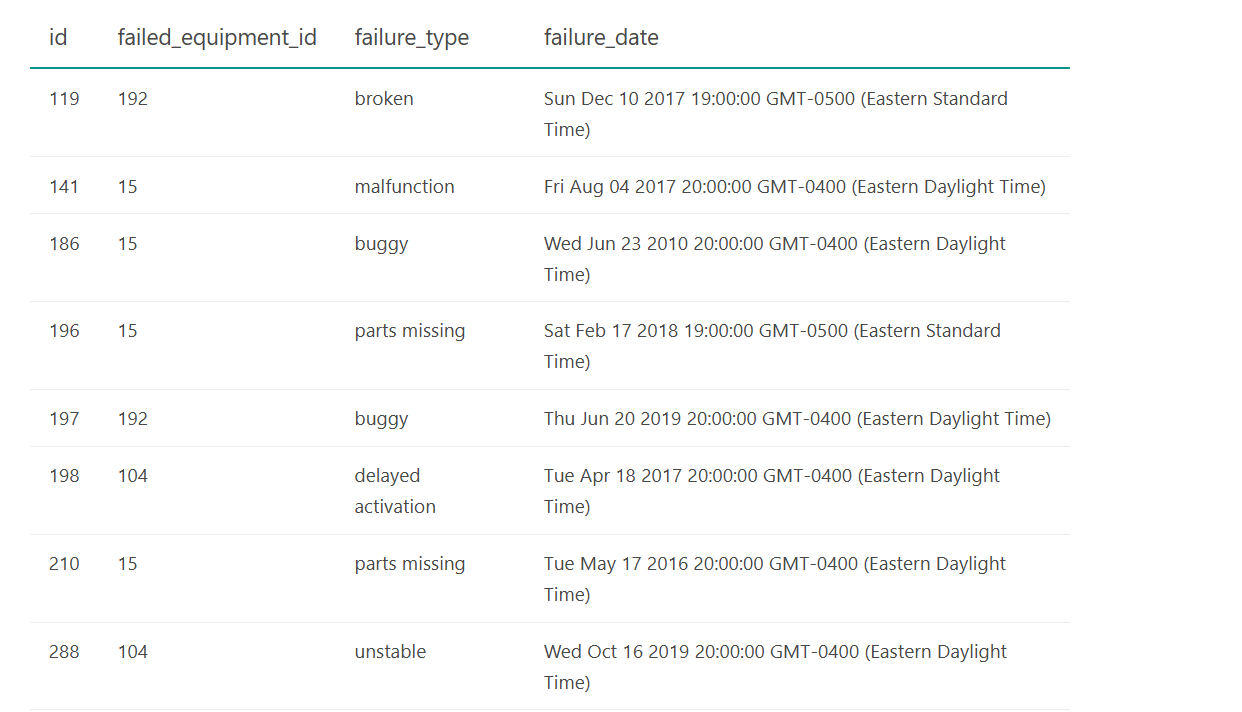 id failed_equipment_id failure_type failure_date
119 192 broken Sun Dec 10 2017 19:00:00 GMT-0500 (Eastern Standard
Time)
141 15 malfunction Fri Aug 04 2017 20:00:00 GMT-0400 (Eastern Daylight Time)
186 15 buggy Wed Jun 23 2010 20:00:00 GMT-0400 (Eastern Daylight
Time)
196 15 parts missing Sat Feb 17 2018 19:00:00 GMT-0500 (Eastern Standard
Time)
197 192 buggy Thu Jun 20 2019 20:00:00 GMT-0400 (Eastern Daylight Time)
198 104 delayed Tue Apr 18 2017 20:00:00 GMT-0400 (Eastern Daylight
activation Time)
210 15 parts missing Tue May 17 2016 20:00:00 GMT-0400 (Eastern Daylight
Time)
288 104 unstable Wed Oct 16 2019 20:00:00 GMT-0400 (Eastern Daylight
Time)